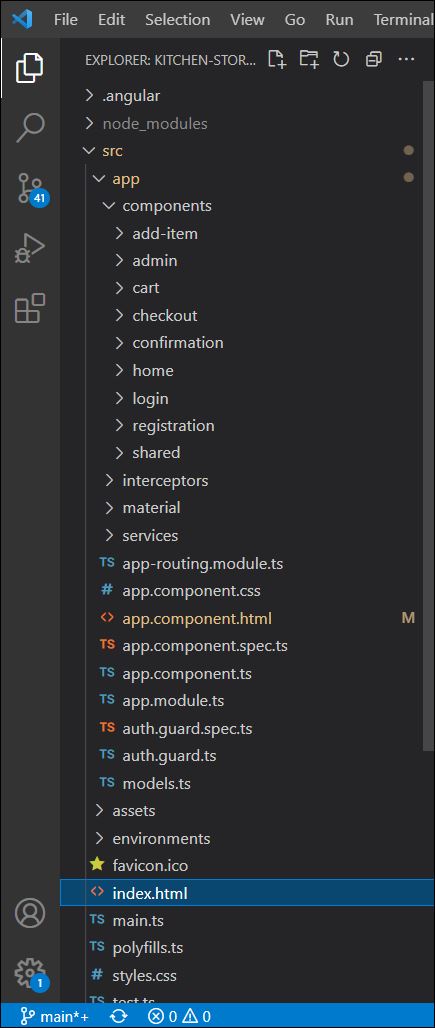 File Edit Selection View Go Run Terminal
EXPLORER: KITCHEN-STOR...
.angular
node_modules
src
app
components
add-item
admin
cart
checkout
confirmation
home
login
registration
shared
interceptors
material
services
TS app-routing.module.ts
# app.component.css
<> app.component.html M
TS app.component.spec.ts
TS app.component.ts
TS app.module.ts
TS auth.guard.spec.ts
TS auth.guard.ts
TS models.ts
assets
environments
favicon.ico
<> index.html
TS main.ts
TS polyfills.ts
# styles.css
TS test.ts
41
1
main*+ 0 0